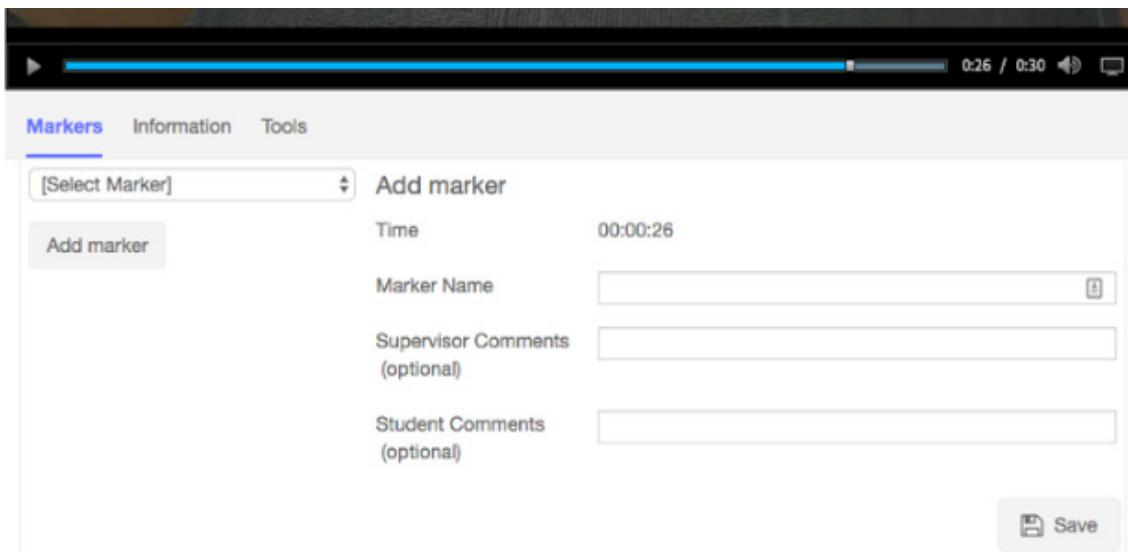 0:26 / 0:30
Markers Information Tools
[Select Marker]
Add marker
Add marker
Time 00:00:26
Marker Name
Supervisor Comments
(optional)
Student Comments
(optional)
Save